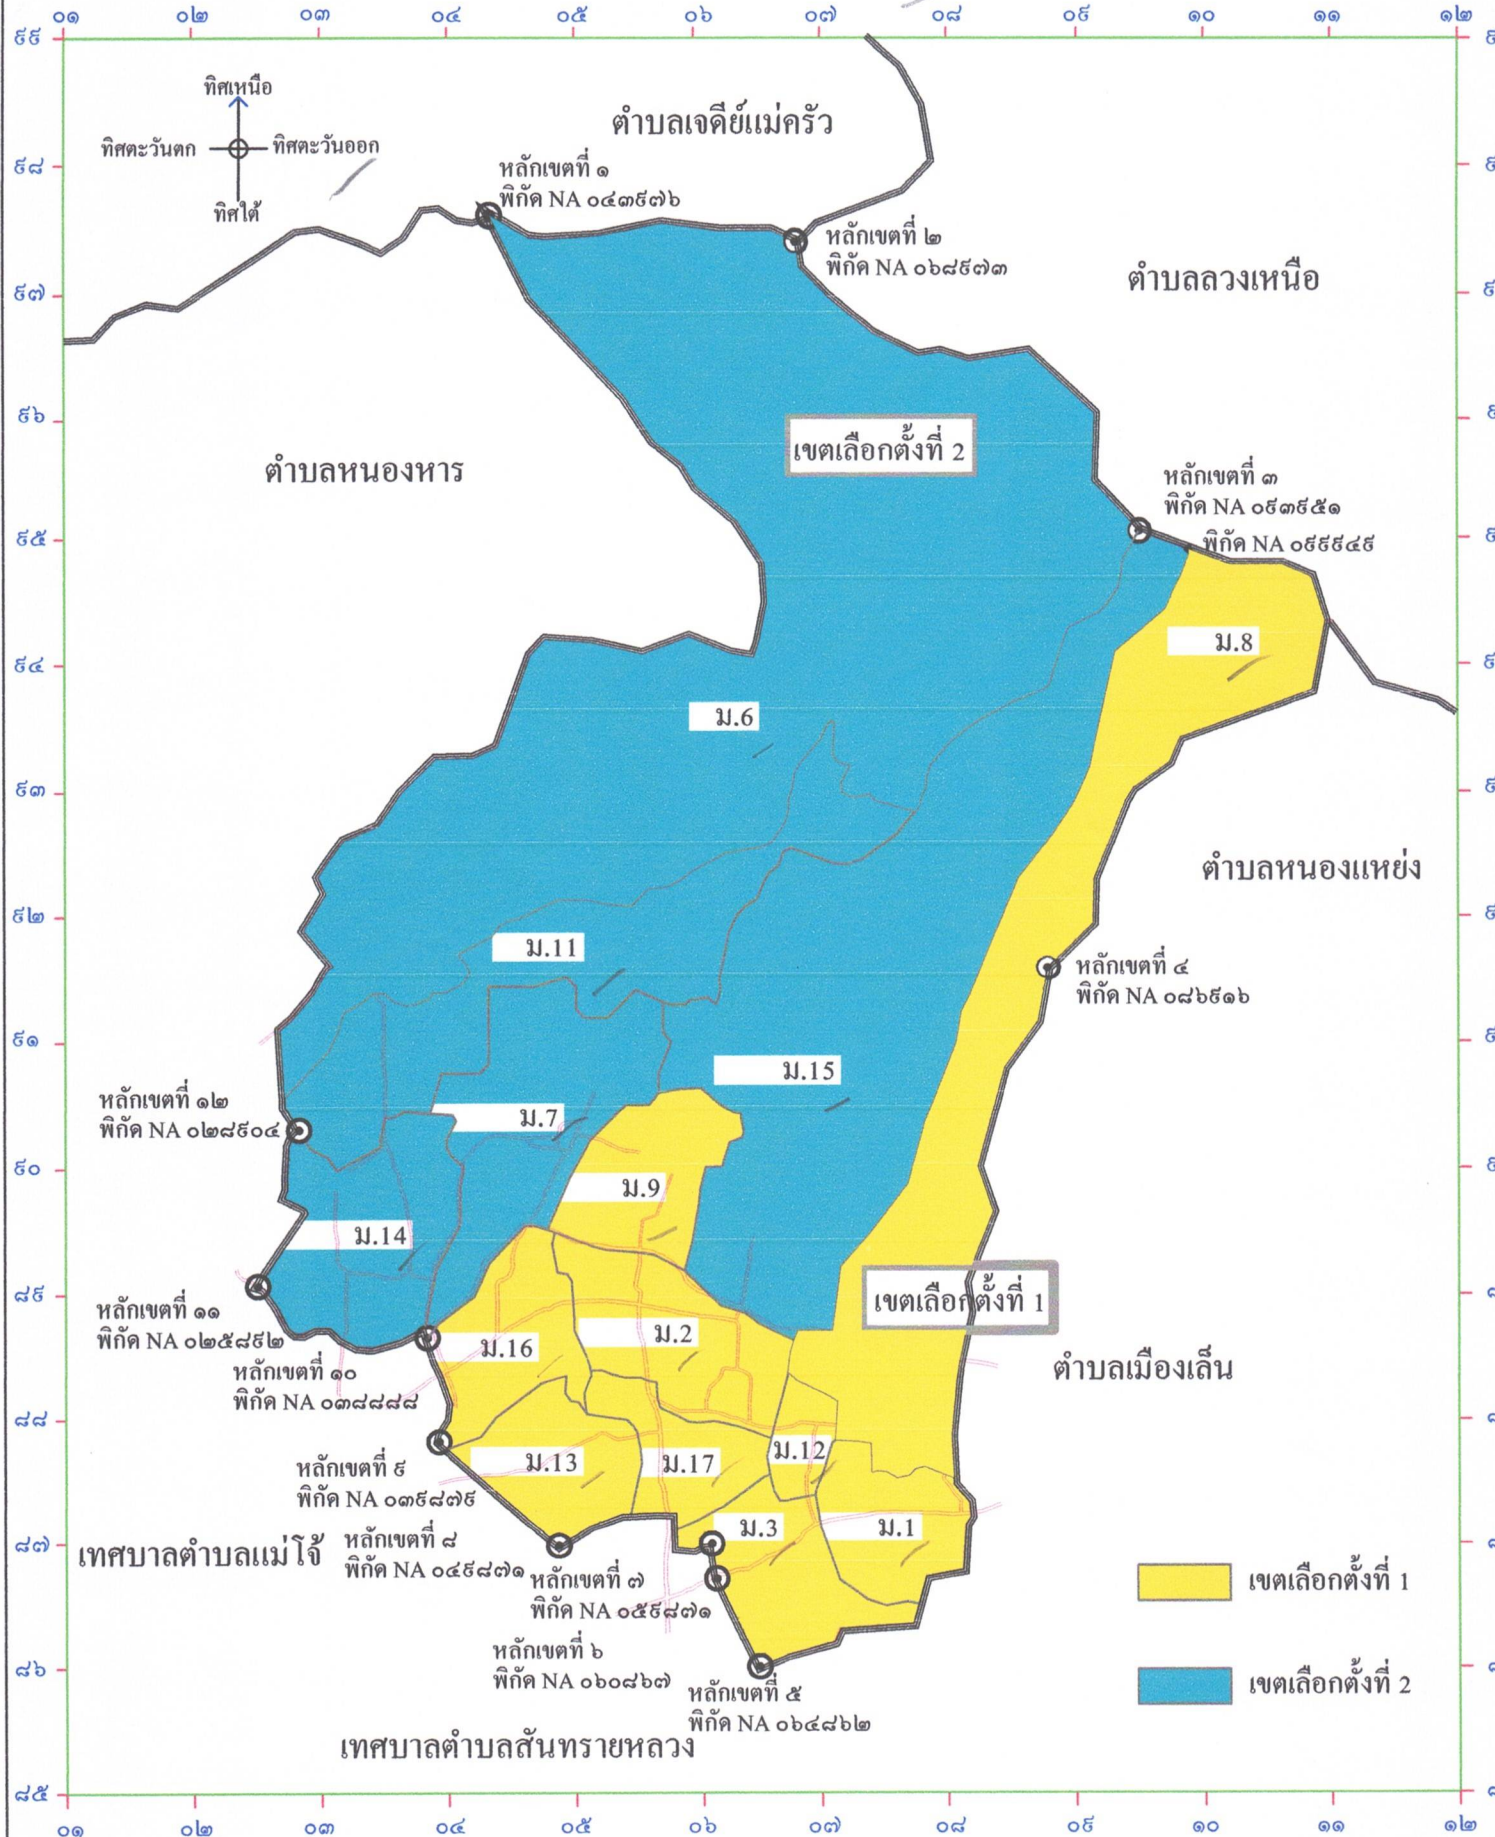 ๐๑ ๐๒ ๐๓ ๐๔ ๐๕ ๐๖ ๐๗ ๐๘ ๐๙ ๑๐ ๑๑ ๑๒
๙๙
ทิศเหนือ
ทิศตะวันตก ทิศตะวันออก
ทิศใต้
ตำบลเจดีย์แม่ครัว
๙๘
หลักเขตที่ ๑
พิกัด NA ๐๔๓๙๗๖
หลักเขตที่ ๒
พิกัด NA ๐๖๘๙๗๓
ตำบลลวงเหนือ
๙๗
๙๖
เขตเลือกตั้งที่ 2
ตำบลหนองหาร
หลักเขตที่ ๓
พิกัด NA ๐๙๓๙๕๑
๙๕
พิกัด NA ๐๙๙๙๔๙
ม.8
๙๔
ม.6
๙๓
ตำบลหนองแหย่ง
๙๒
ม.11
หลักเขตที่ ๔
พิกัด NA ๐๘๖๙๑๖
๙๑
ม.15
หลักเขตที่ ๑๒
พิกัด NA ๐๒๘๙๐๔
ม.7
๙๐
ม.9
ม.14
๘๙
เขตเลือกตั้งที่ 1
หลักเขตที่ ๑๑
พิกัด NA ๐๒๕๘๙๒
ม.16
ม.2
หลักเขตที่ ๑๐
พิกัด NA ๐๓๘๘๘๘
ตำบลเมืองเล็น
๘๘
หลักเขตที่ ๙
พิกัด NA ๐๓๙๘๗๙
ม.13
ม.17
ม.12
ม.3
ม.1
๘๗
เทศบาลตำบลแม่โจ้
หลักเขตที่ ๘
พิกัด NA ๐๔๙๘๗๑
หลักเขตที่ ๗
พิกัด NA ๐๕๙๘๗๑
เขตเลือกตั้งที่ 1
หลักเขตที่ ๖
พิกัด NA ๐๖๐๘๖๗
๘๖
หลักเขตที่ ๕
พิกัด NA ๐๖๔๘๖๒
เขตเลือกตั้งที่ 2
เทศบาลตำบลสันทรายหลวง
๘๕
๐๑ ๐๒ ๐๓ ๐๔ ๐๕ ๐๖ ๐๗ ๐๘ ๐๙ ๑๐ ๑๑ ๑๒